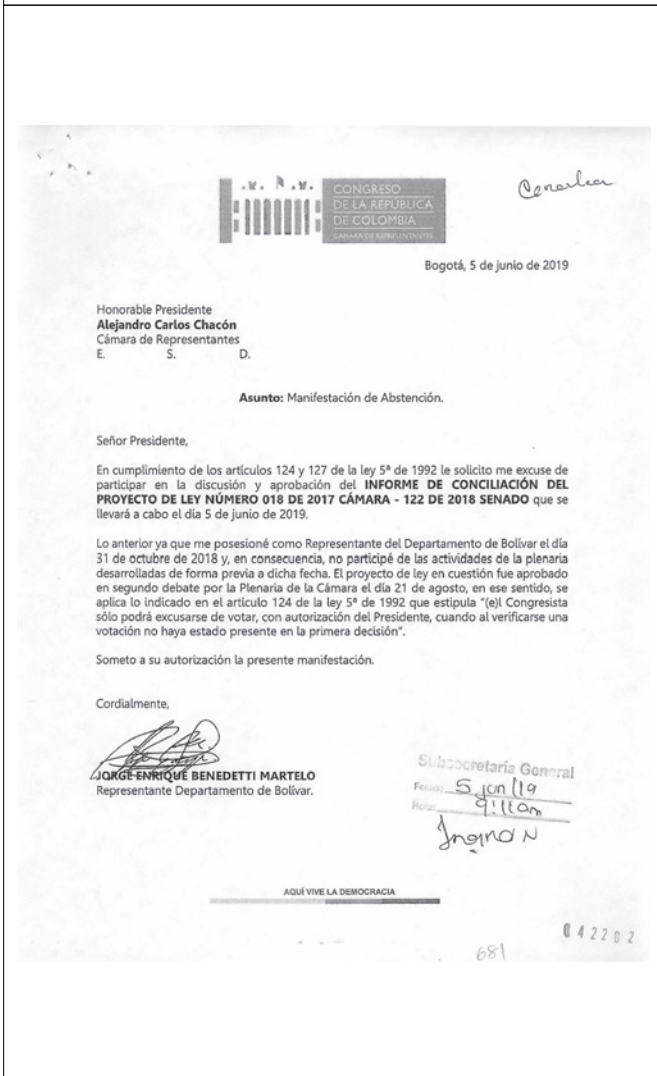 CONGRESO
DE LA REPÚBLICA
DE COLOMBIA
CÁMARA DE REPRESENTANTES
Bogotá, 5 de junio de 2019
Honorable Presidente
Alejandro Carlos Chacón
Cámara de Representantes
E. S. D.
Asunto: Manifestación de Abstención.
Señor Presidente,
En cumplimiento de los artículos 124 y 127 de la ley 5ª de 1992 le solicito me excuse de
participar en la discusión y aprobación del INFORME DE CONCILIACIÓN DEL
PROYECTO DE LEY NÚMERO 018 DE 2017 CÁMARA - 122 DE 2018 SENADO que se
llevará a cabo el día 5 de junio de 2019.
Lo anterior ya que me posesioné como Representante del Departamento de Bolívar el día
31 de octubre de 2018 y, en consecuencia, no participé de las actividades de la plenaria
desarrolladas de forma previa a dicha fecha. El proyecto de ley en cuestión fue aprobado
en segundo debate por la Plenaria de la Cámara el día 21 de agosto, en ese sentido, se
aplica lo indicado en el artículo 124 de la ley 5ª de 1992 que estipula "(e)l Congresista
sólo podrá excusarse de votar, con autorización del Presidente, cuando al verificarse una
votación no haya estado presente en la primera decisión".
Someto a su autorización la presente manifestación.
Cordialmente,
JORGE ENRIQUE BENEDETTI MARTELO
Representante Departamento de Bolívar.
Subsecretaría General
Fecha: 5 jun/19
Hora: 9:11am
AQUÍ VIVE LA DEMOCRACIA
042202
681